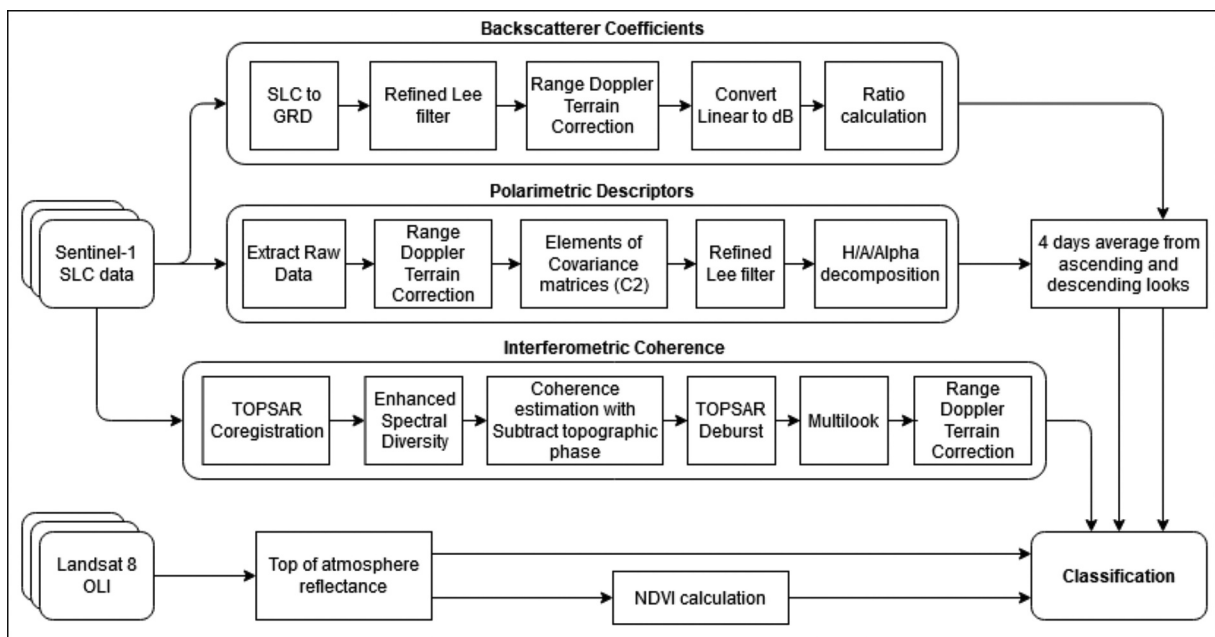 Backscatterer Coefficients
SLC to
GRD
Refined Lee
filter
Range Doppler
Terrain
Correction
Convert
Linear to dB
Ratio
calculation
Polarimetric Descriptors
Sentinel-1
SLC data
Extract Raw
Data
Range
Doppler
Terrain
Correction
Elements of
Covariance
matrices (C2)
Refined
Lee filter
H/A/Alpha
decomposition
4 days average from
ascending and
descending looks
Interferometric Coherence
TOPSAR
Coregistration
Enhanced
Spectral
Diversity
Coherence
estimation with
Subtract topographic
phase
TOPSAR
Deburst
Multilook
Range
Doppler
Terrain
Correction
Landsat 8
OLI
Top of atmosphere
reflectance
NDVI calculation
Classification